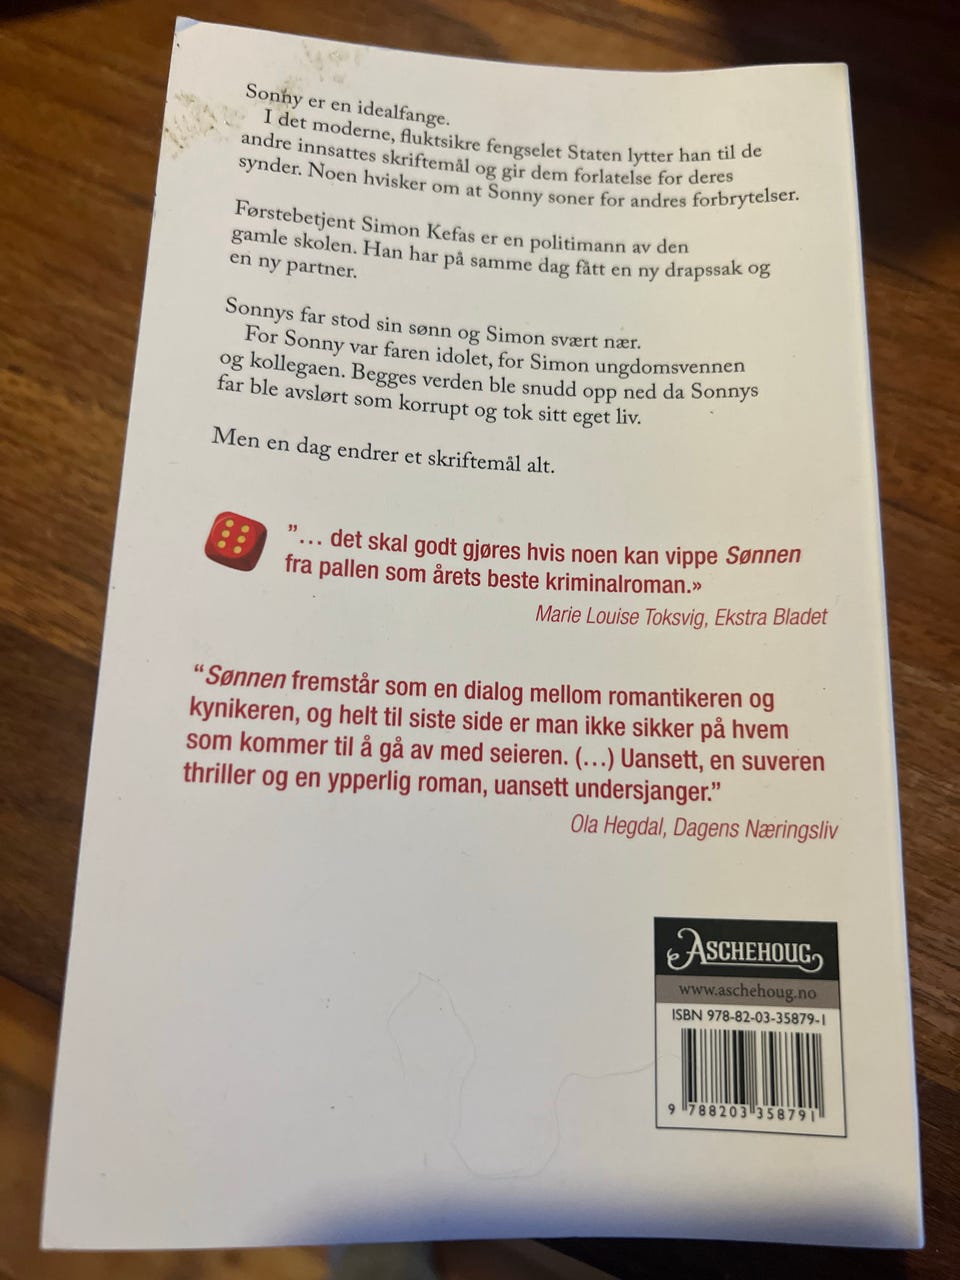 Sonny er en idealfange.
I det moderne, fluktsikre fengselet Staten lytter han til de
andre innsattes skriftemål og gir dem forlatelse for deres
synder. Noen hvisker om at Sonny soner for andres forbrytelser.
Førstebetjent Simon Kefas er en politimann av den
gamle skolen. Han har på samme dag fått en ny drapssak og
en ny partner.
Sonnys far stod sin sønn og Simon svært nær.
For Sonny var faren idolet, for Simon ungdomsvennen
og kollegaen. Begges verden ble snudd opp ned da Sonnys
far ble avslørt som korrupt og tok sitt eget liv.
Men en dag endrer et skriftemål alt.
”… det skal godt gjøres hvis noen kan vippe Sønnen
fra pallen som årets beste kriminalroman.»
Marie Louise Toksvig, Ekstra Bladet
“Sønnen fremstår som en dialog mellom romantikeren og
kynikeren, og helt til siste side er man ikke sikker på hvem
som kommer til å gå av med seieren. (…) Uansett, en suveren
thriller og en ypperlig roman, uansett undersjanger.”
Ola Hegdal, Dagens Næringsliv
ASCHEHOUG
www.aschehoug.no
ISBN 978-82-03-35879-1
9 788203 358791